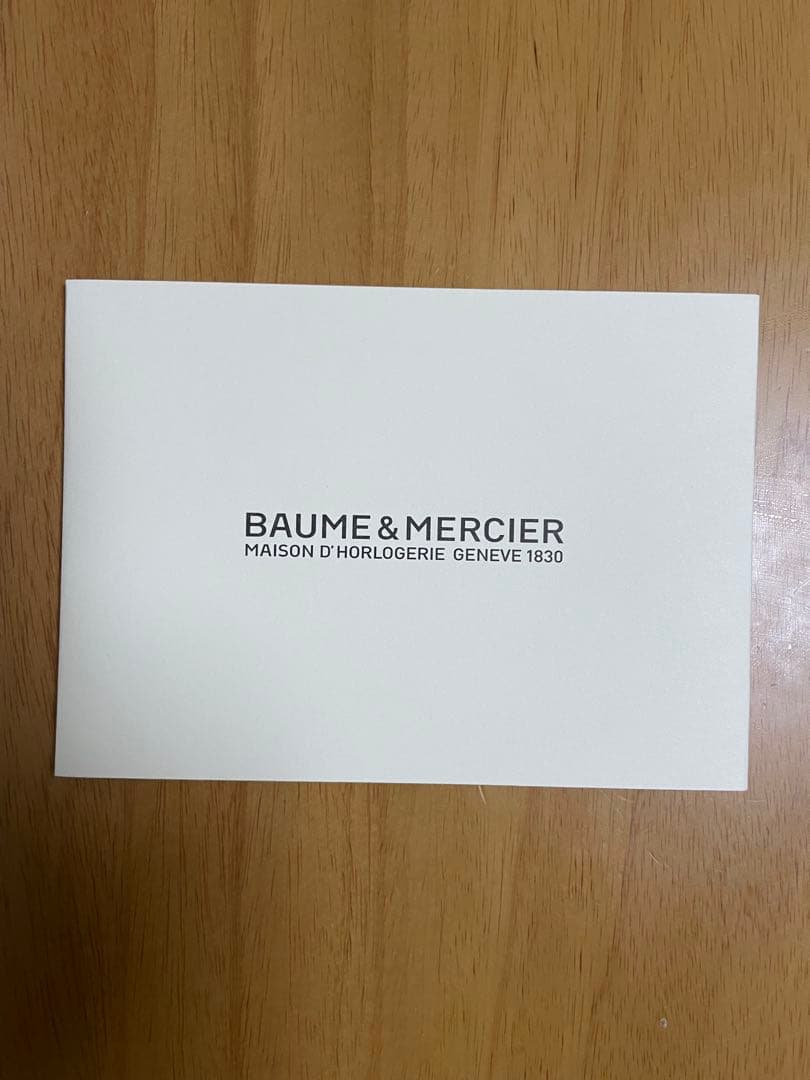 BAUME & MERCIER
MAISON D'HORLOGERIE GENEVE 1830